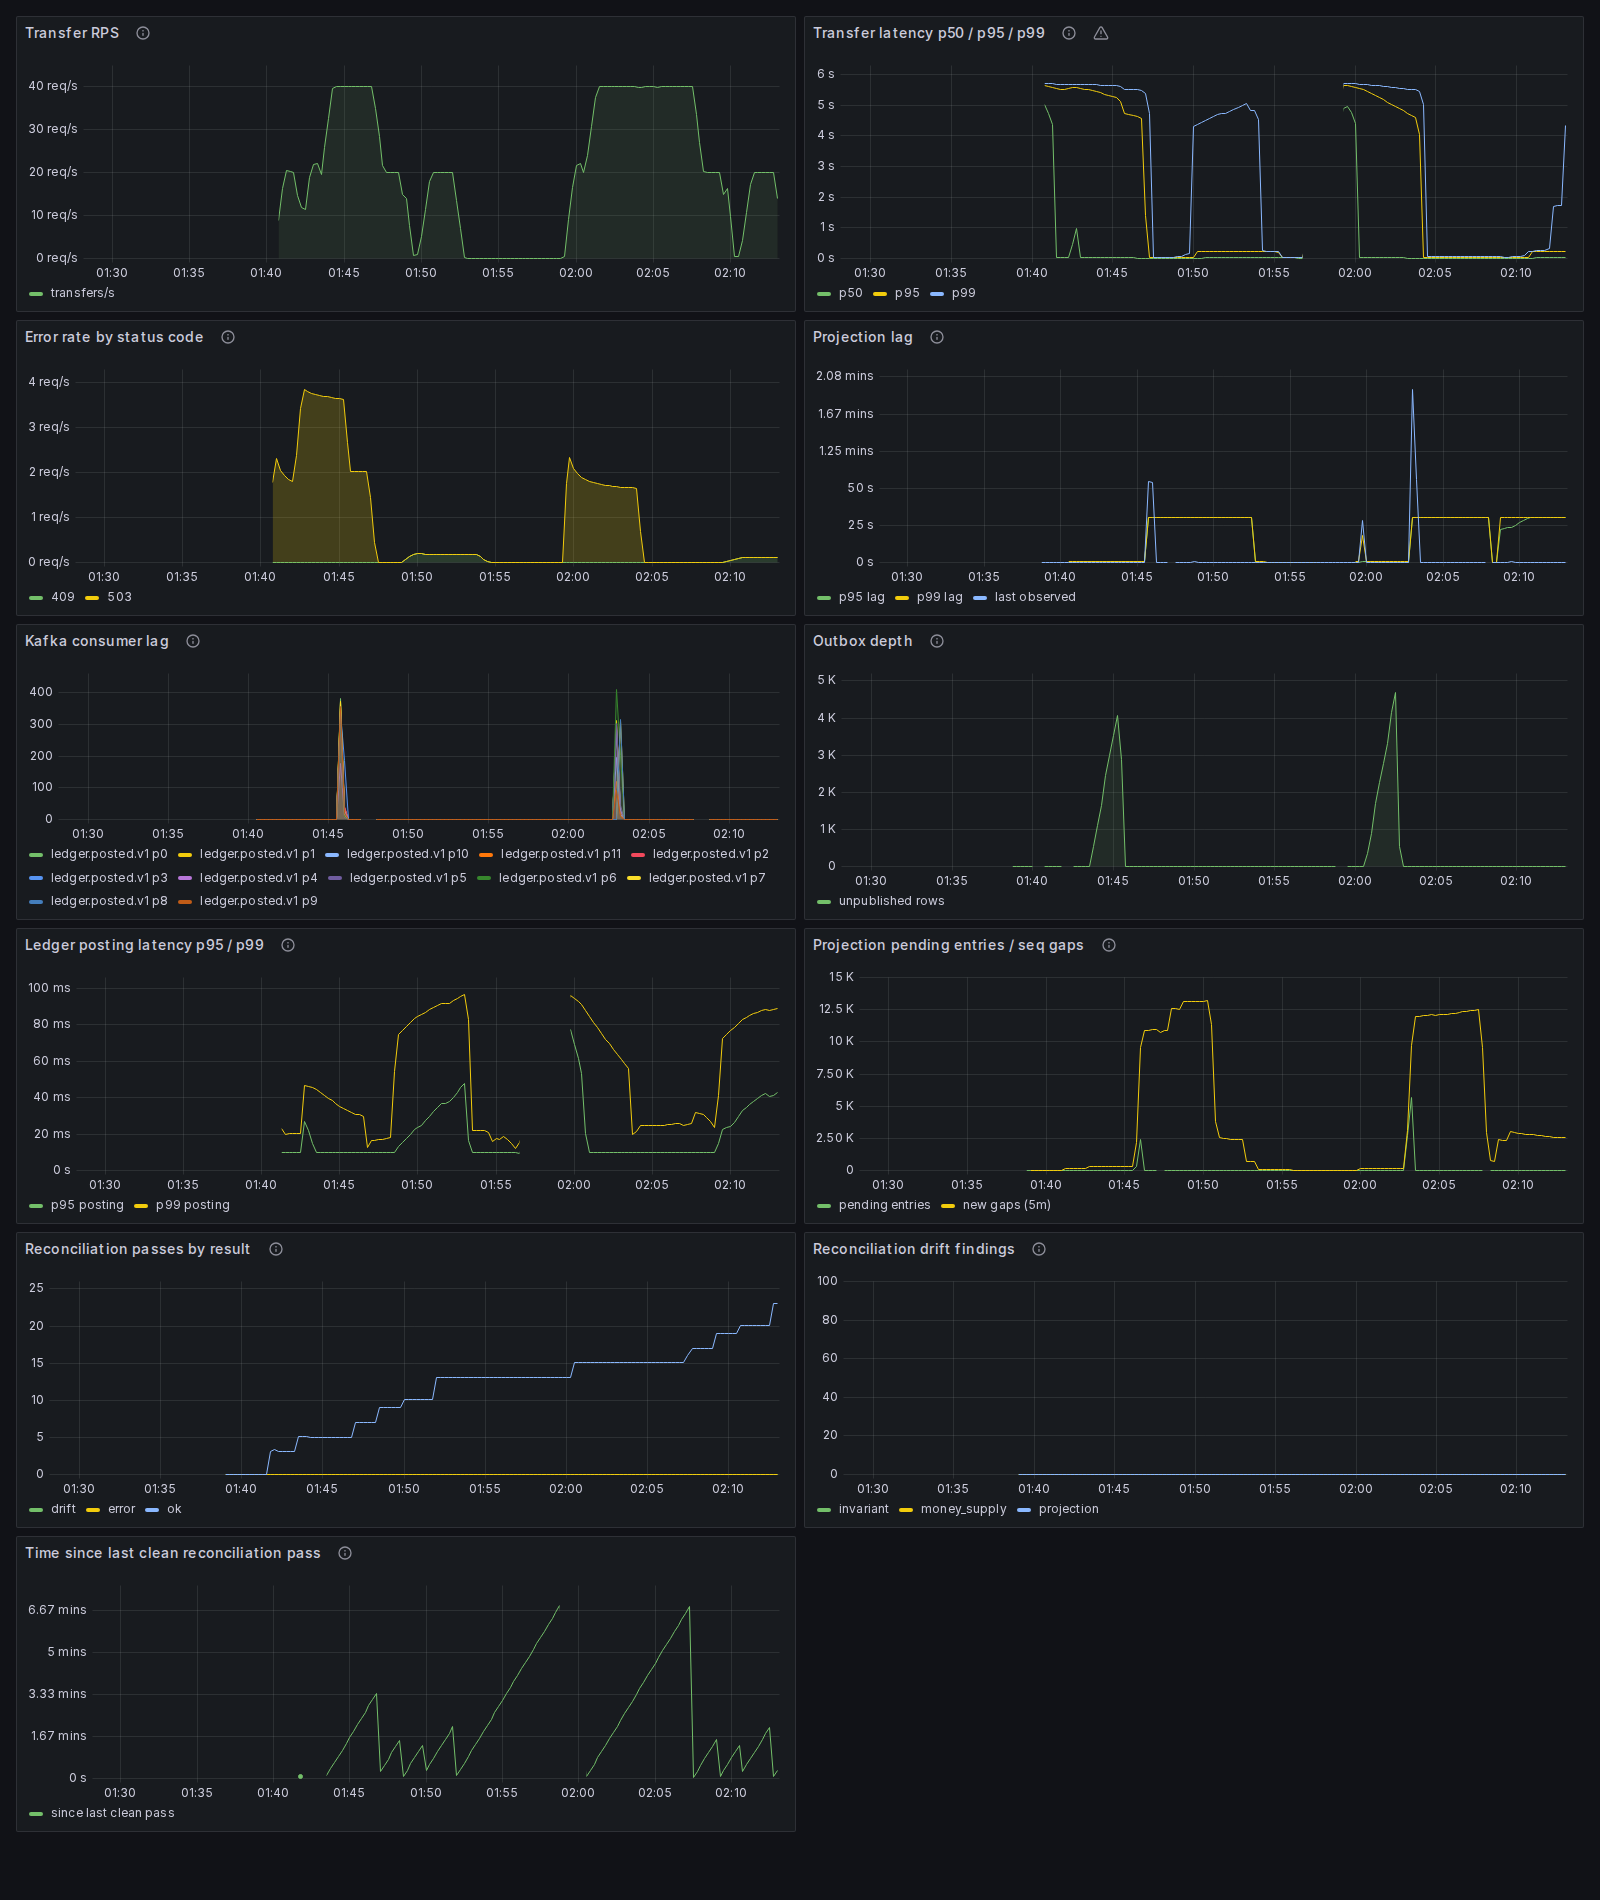 Transfer RPS
40 req/s
30 req/s
20 req/s
10 req/s
0 req/s
01:30 01:35 01:40 01:45 01:50 01:55 02:00 02:05 02:10
transfers/s
Transfer latency p50 / p95 / p99
6 s
5 s
4 s
3 s
2 s
1 s
0 s
01:30 01:35 01:40 01:45 01:50 01:55 02:00 02:05 02:10
p50 p95 p99
Error rate by status code
4 req/s
3 req/s
2 req/s
1 req/s
0 req/s
01:30 01:35 01:40 01:45 01:50 01:55 02:00 02:05 02:10
409 503
Projection lag
2.08 mins
1.67 mins
1.25 mins
50 s
25 s
0 s
01:30 01:35 01:40 01:45 01:50 01:55 02:00 02:05 02:10
p95 lag p99 lag last observed
Kafka consumer lag
400
300
200
100
0
01:30 01:35 01:40 01:45 01:50 01:55 02:00 02:05 02:10
ledger.posted.v1 p0 ledger.posted.v1 p1 ledger.posted.v1 p10 ledger.posted.v1 p11 ledger.posted.v1 p2
ledger.posted.v1 p3 ledger.posted.v1 p4 ledger.posted.v1 p5 ledger.posted.v1 p6 ledger.posted.v1 p7
ledger.posted.v1 p8 ledger.posted.v1 p9
Outbox depth
5 K
4 K
3 K
2 K
1 K
0
01:30 01:35 01:40 01:45 01:50 01:55 02:00 02:05 02:10
unpublished rows
Ledger posting latency p95 / p99
100 ms
80 ms
60 ms
40 ms
20 ms
0 s
01:30 01:35 01:40 01:45 01:50 01:55 02:00 02:05 02:10
p95 posting p99 posting
Projection pending entries / seq gaps
15 K
12.5 K
10 K
7.50 K
5 K
2.50 K
0
01:30 01:35 01:40 01:45 01:50 01:55 02:00 02:05 02:10
pending entries new gaps (5m)
Reconciliation passes by result
25
20
15
10
5
0
01:30 01:35 01:40 01:45 01:50 01:55 02:00 02:05 02:10
drift error ok
Reconciliation drift findings
100
80
60
40
20
0
01:30 01:35 01:40 01:45 01:50 01:55 02:00 02:05 02:10
invariant money_supply projection
Time since last clean reconciliation pass
6.67 mins
5 mins
3.33 mins
1.67 mins
0 s
01:30 01:35 01:40 01:45 01:50 01:55 02:00 02:05 02:10
since last clean pass